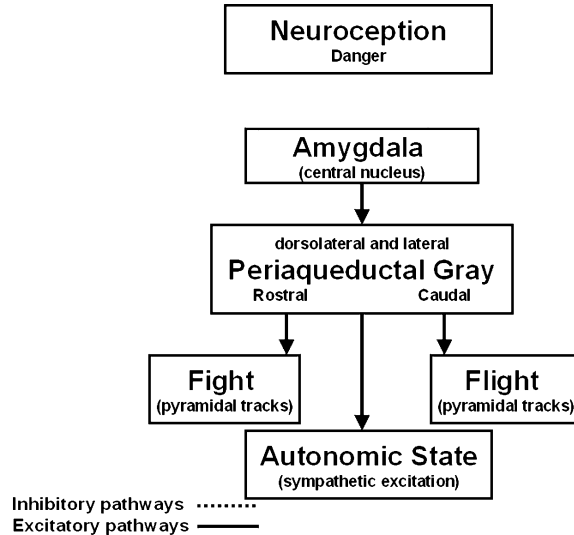 Neuroception
Danger
Amygdala
(central nucleus)
dorsolateral and lateral
Periaqueductal Gray
Rostral Caudal
Fight
(pyramidal tracks)
Flight
(pyramidal tracks)
Autonomic State
(sympathetic excitation)
Inhibitory pathways
Excitatory pathways